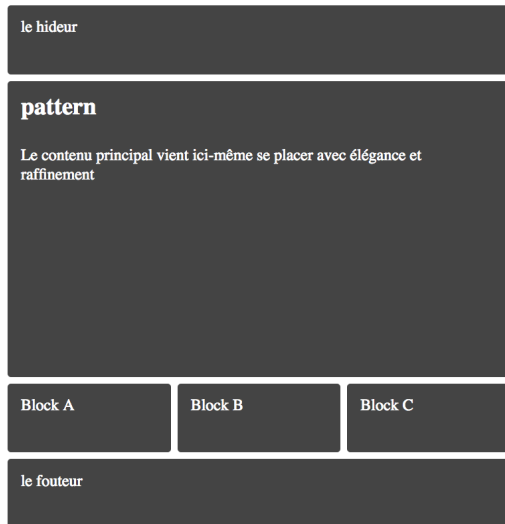 le hideur
pattern
Le contenu principal vient ici-même se placer avec élégance et
raffinement
Block A
Block B
Block C
le fouteur